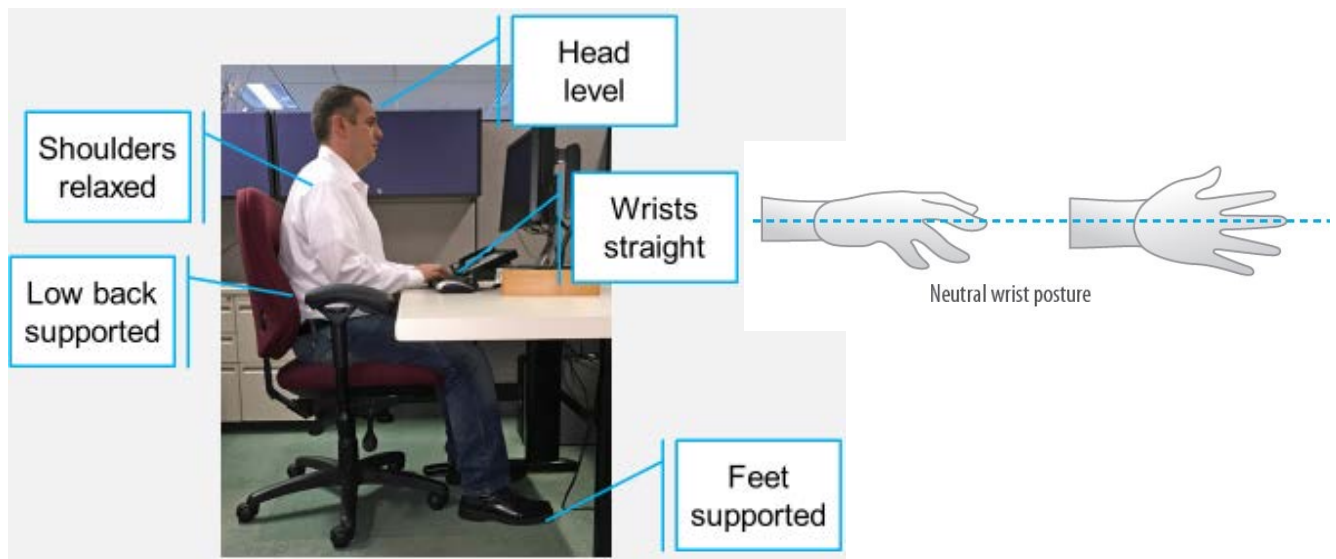 Head
level
Shoulders
relaxed
Wrists
straight
Low back
supported
Neutral wrist posture
Feet
supported